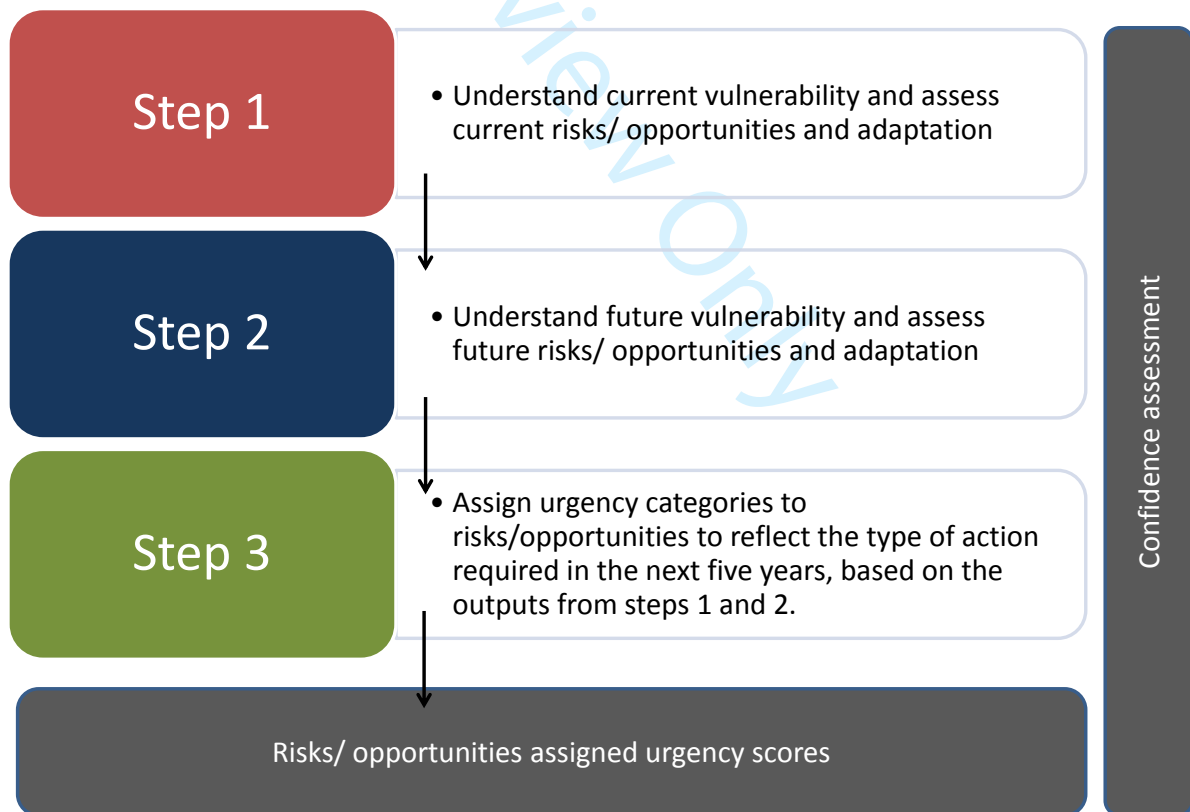 Step 1
• Understand current vulnerability and assess
current risks/ opportunities and adaptation
Step 2
• Understand future vulnerability and assess
future risks/ opportunities and adaptation
Step 3
• Assign urgency categories to
risks/opportunities to reflect the type of action
required in the next five years, based on the
outputs from steps 1 and 2.
Risks/ opportunities assigned urgency scores
Confidence assessment
view Only